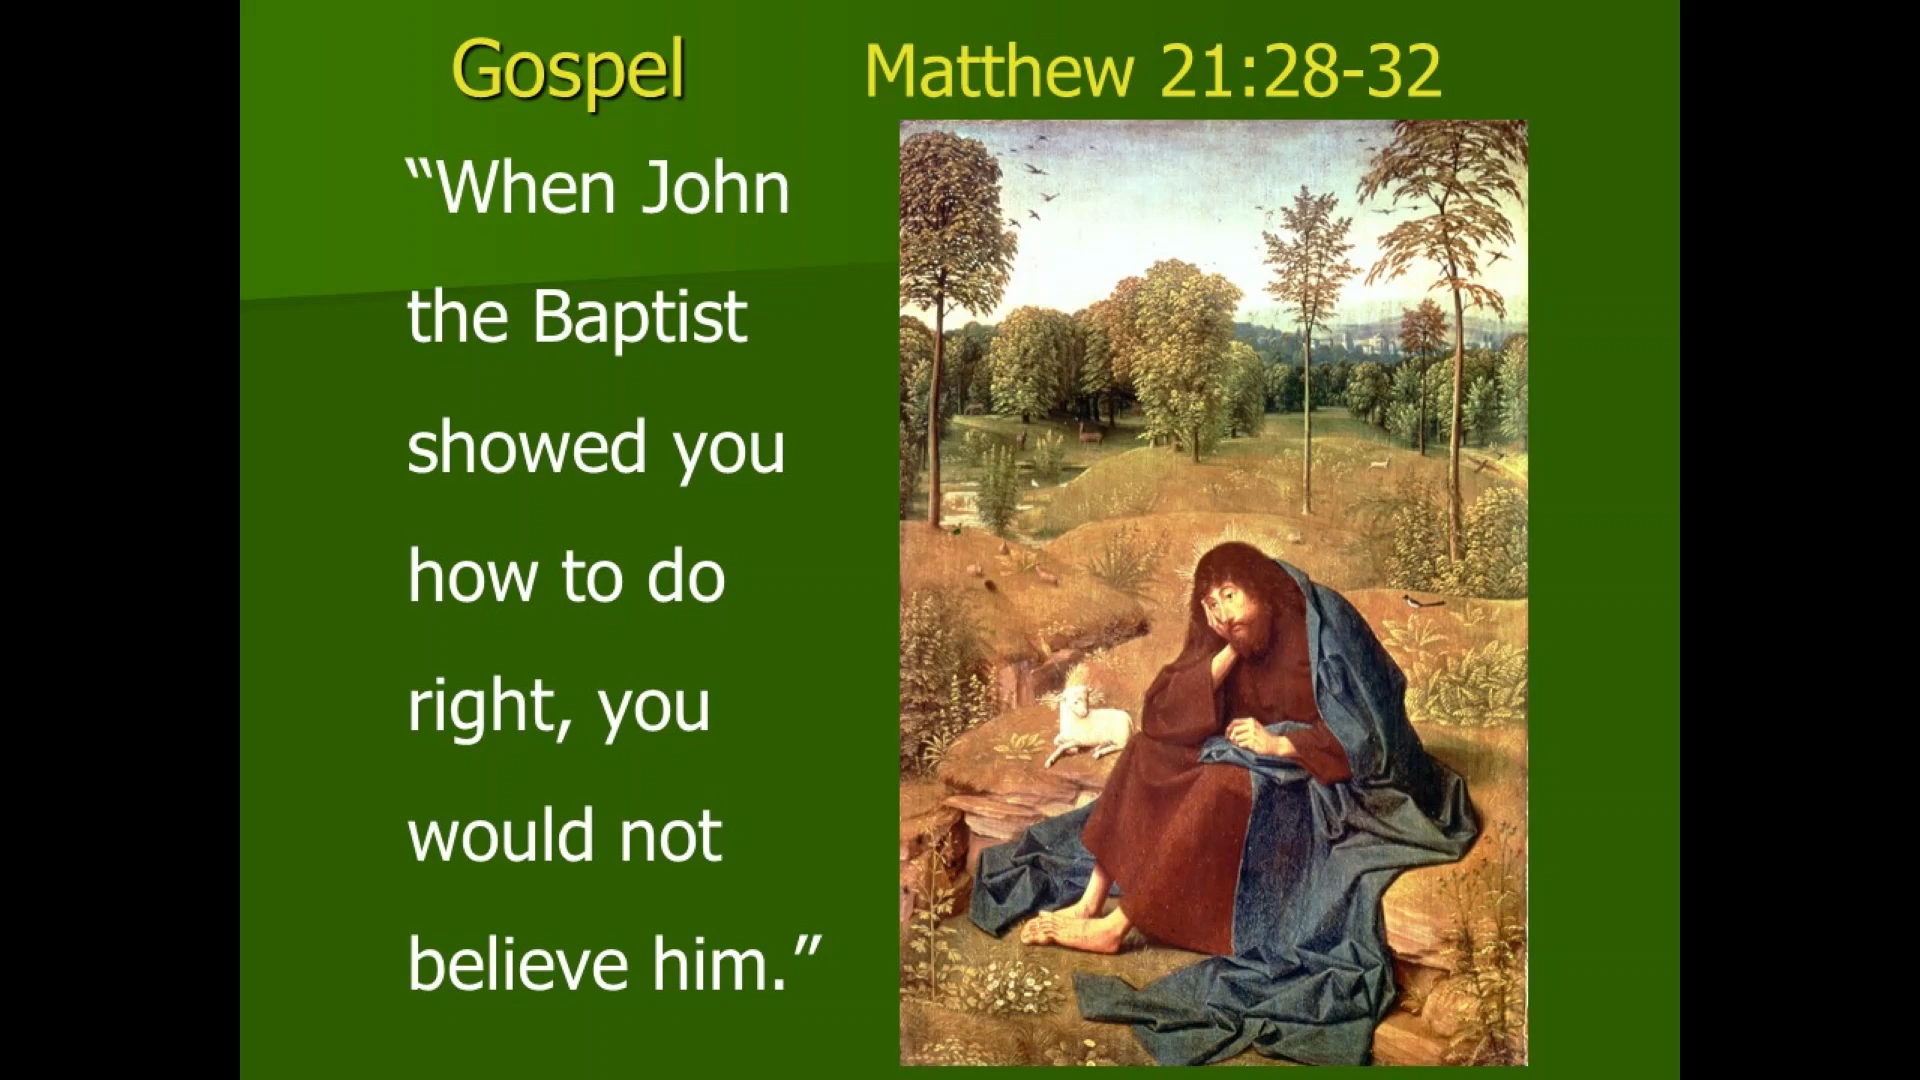 Gospel Matthew 21:28-32
“When John
the Baptist
showed you
how to do
right, you
would not
believe him.”